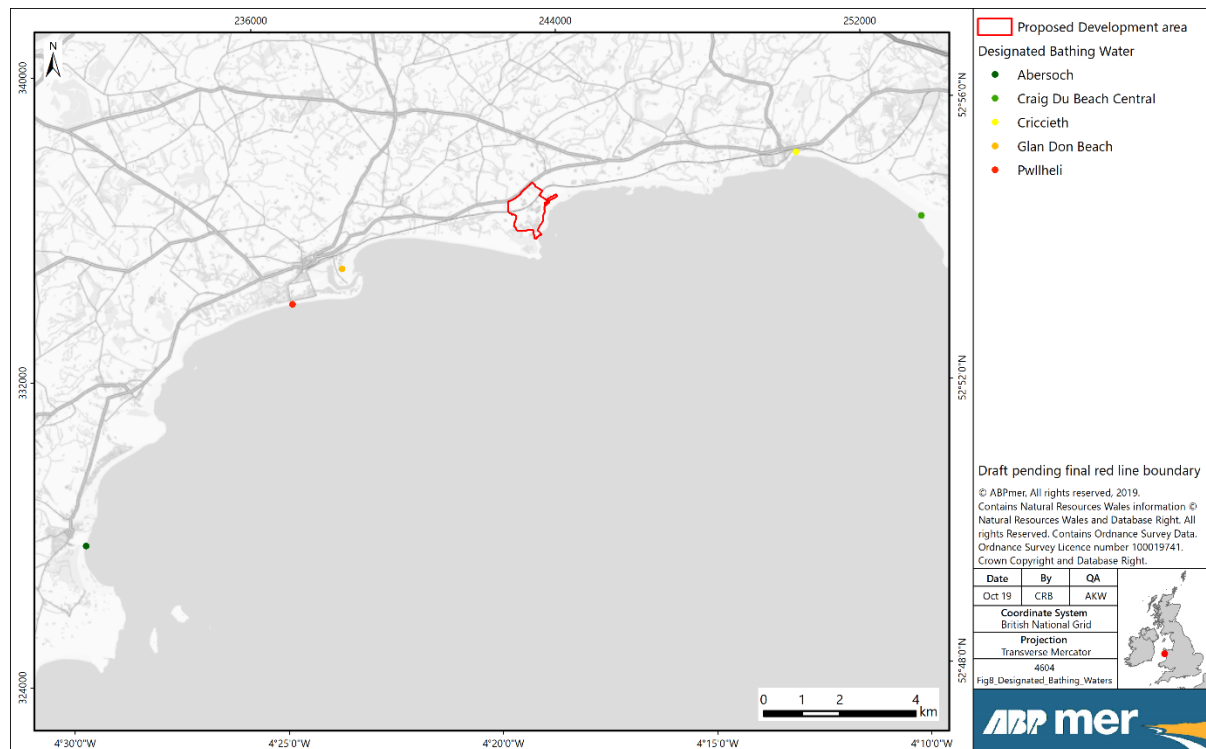 236000
244000
252000
N
340000
332000
324000
52°56'0"N
52°52'0"N
52°48'0"N
4°30'0"W
4°25'0"W
4°20'0"W
4°15'0"W
4°10'0"W
0 1 2 4
km
Proposed Development area
Designated Bathing Water
Abersoch
Craig Du Beach Central
Criccieth
Glan Don Beach
Pwllheli
Draft pending final red line boundary
© ABPmer, All rights reserved, 2019.
Contains Natural Resources Wales information ©
Natural Resources Wales and Database Right. All
rights Reserved. Contains Ordnance Survey Data.
Ordnance Survey Licence number 100019741.
Crown Copyright and Database Right.
Date By QA
Oct 19 CRB AKW
Coordinate System
British National Grid
Projection
Transverse Mercator
4604
Fig8_Designated_Bathing_Waters
ABP mer